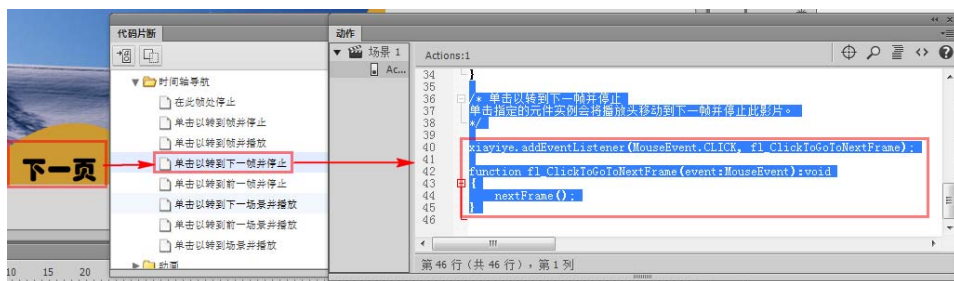 下一页
10 15 20
代码片断
时间轴导航
在此帧处停止
单击以转到帧并停止
单击以转到帧并播放
单击以转到下一帧并停止
单击以转到前一帧并停止
单击以转到下一场景并播放
单击以转到前一场景并播放
单击以转到场景并播放
动画
动作
场景 1
Ac...
Actions:1
34 }
35
36 /* 单击以转到下一帧并停止
37 单击指定的元件实例会将播放头移动到下一帧并停止此影片。
38 */
39
40 xiayiye.addEventListener(MouseEvent.CLICK, fl_ClickToGoToNextFrame);
41
42 function fl_ClickToGoToNextFrame(event:MouseEvent):void
43 {
44 nextFrame();
45 }
46
第 46 行（共 46 行），第 1 列